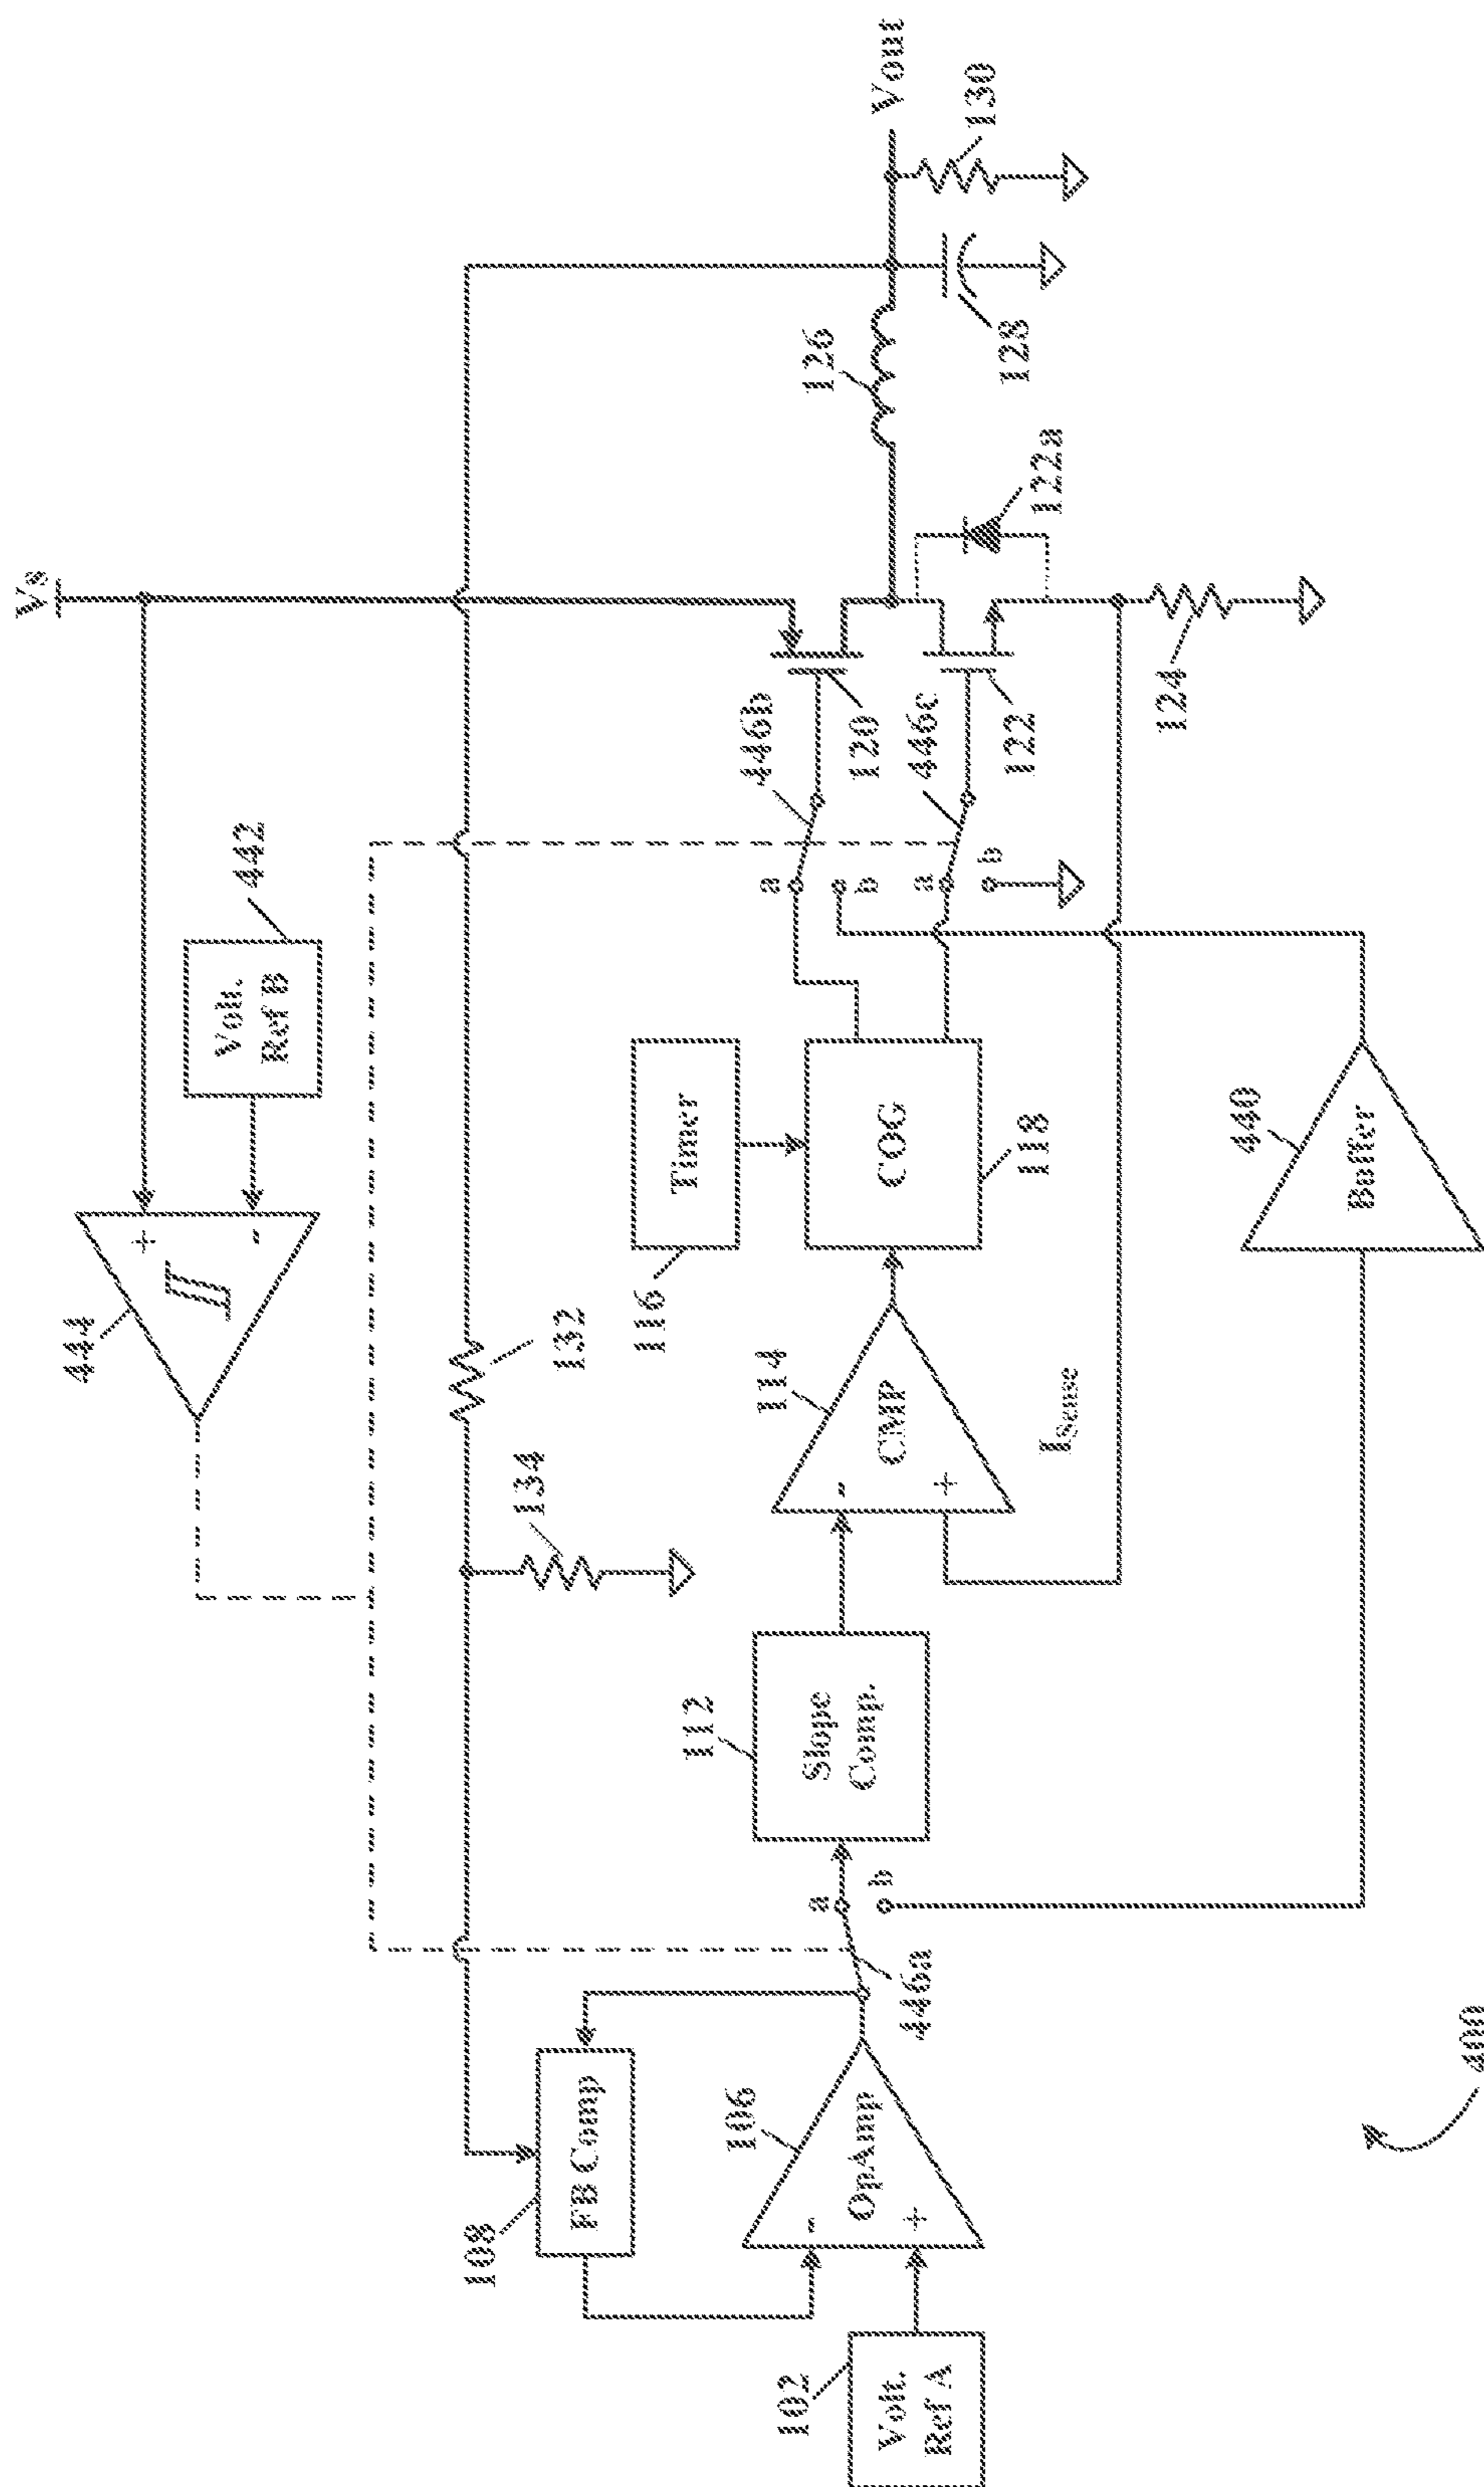 Vs
444
+
-
442
Volt.
Ref B
Vout
130
126
128
122a
446b
120
446c
122
124
a
b
a
b
132
134
116
Timer
COG
118
114
CMP
-
+
ISense
440
Buffer
112
Slope
Comp.
a
b
446a
108
FB Comp
106
OpAmp
-
+
102
Volt.
Ref A
400